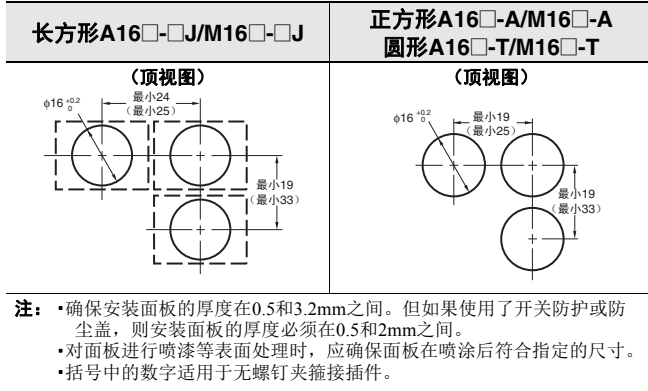 长方形A16□-□J/M16□-□J
正方形A16□-A/M16□-A
圆形A16□-T/M16□-T
（顶视图）
φ16 +0.2 0
最小24
（最小25）
最小19
（最小33）
（顶视图）
φ16 +0.2 0
最小19
（最小25）
最小19
（最小33）
注：▪确保安装面板的厚度在0.5和3.2mm之间。但如果使用了开关防护或防
尘盖，则安装面板的厚度必须在0.5和2mm之间。
▪对面板进行喷漆等表面处理时，应确保面板在喷涂后符合指定的尺寸。
▪括号中的数字适用于无螺钉夹箍接插件。